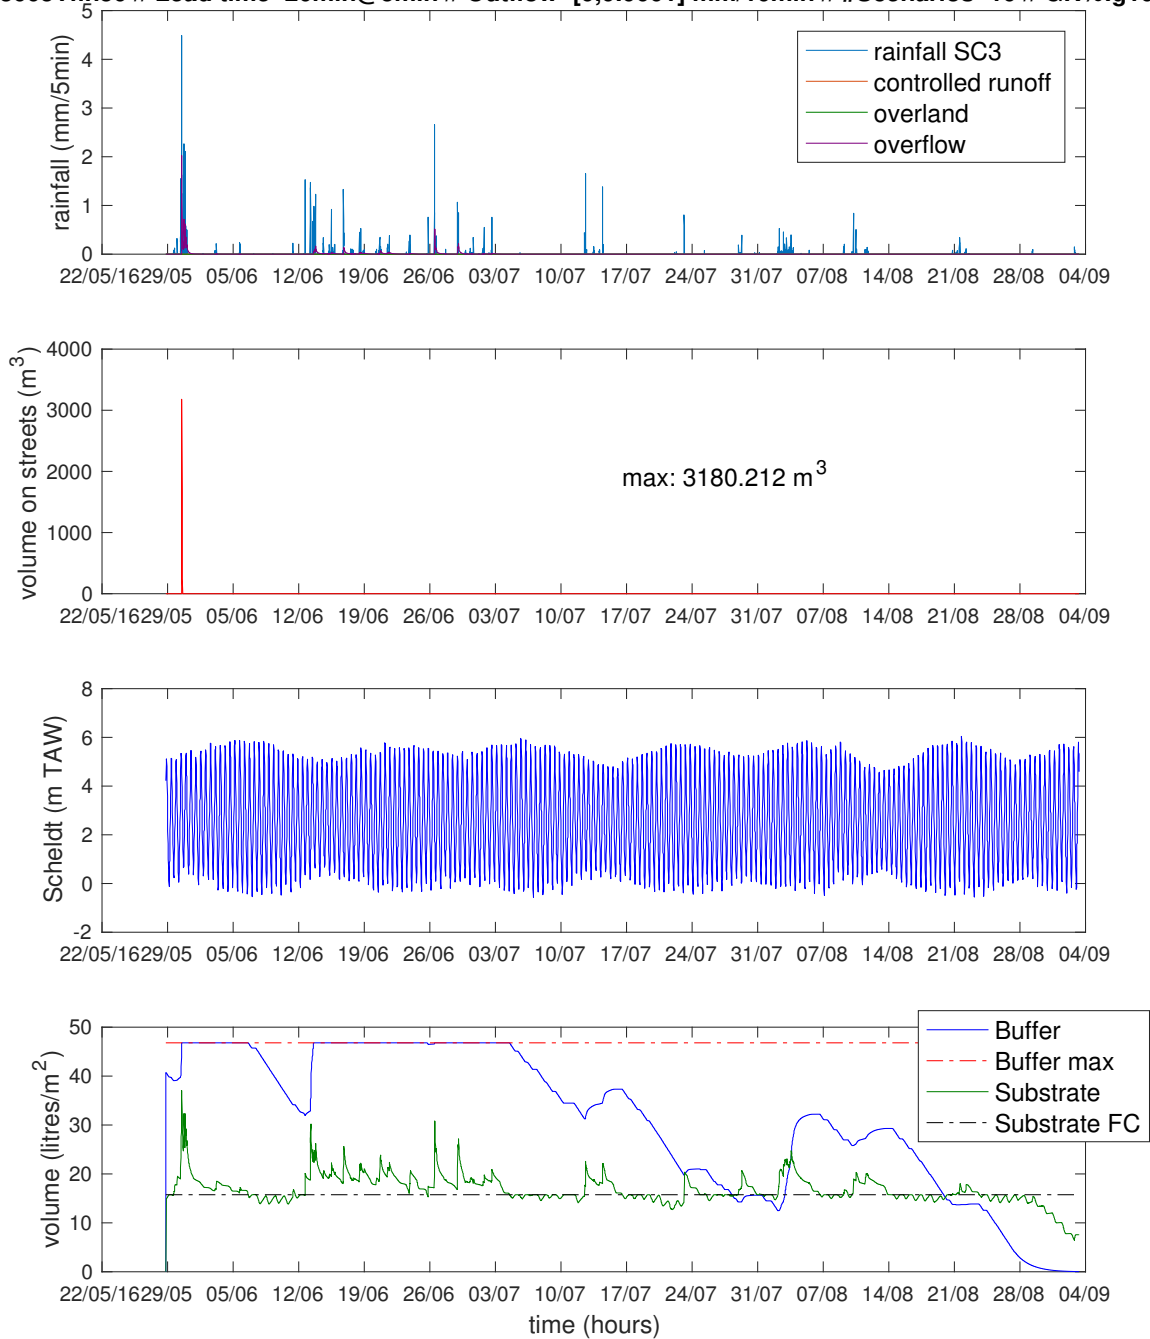 5
4
3
2
1
0
rainfall (mm/5min)
rainfall SC3
controlled runoff
overland
overflow
22/05/16 29/05 05/06 12/06 19/06 26/06 03/07 10/07 17/07 24/07 31/07 07/08 14/08 21/08 28/08 04/09
4000
3000
2000
1000
0
volume on streets (m³)
max: 3180.212 m³
22/05/16 29/05 05/06 12/06 19/06 26/06 03/07 10/07 17/07 24/07 31/07 07/08 14/08 21/08 28/08 04/09
8
6
4
2
0
-2
Scheldt (m TAW)
22/05/16 29/05 05/06 12/06 19/06 26/06 03/07 10/07 17/07 24/07 31/07 07/08 14/08 21/08 28/08 04/09
50
40
30
20
10
0
volume (litres/m²)
Buffer
Buffer max
Substrate
Substrate FC
22/05/16 29/05 05/06 12/06 19/06 26/06 03/07 10/07 17/07 24/07 31/07 07/08 14/08 21/08 28/08 04/09
time (hours)